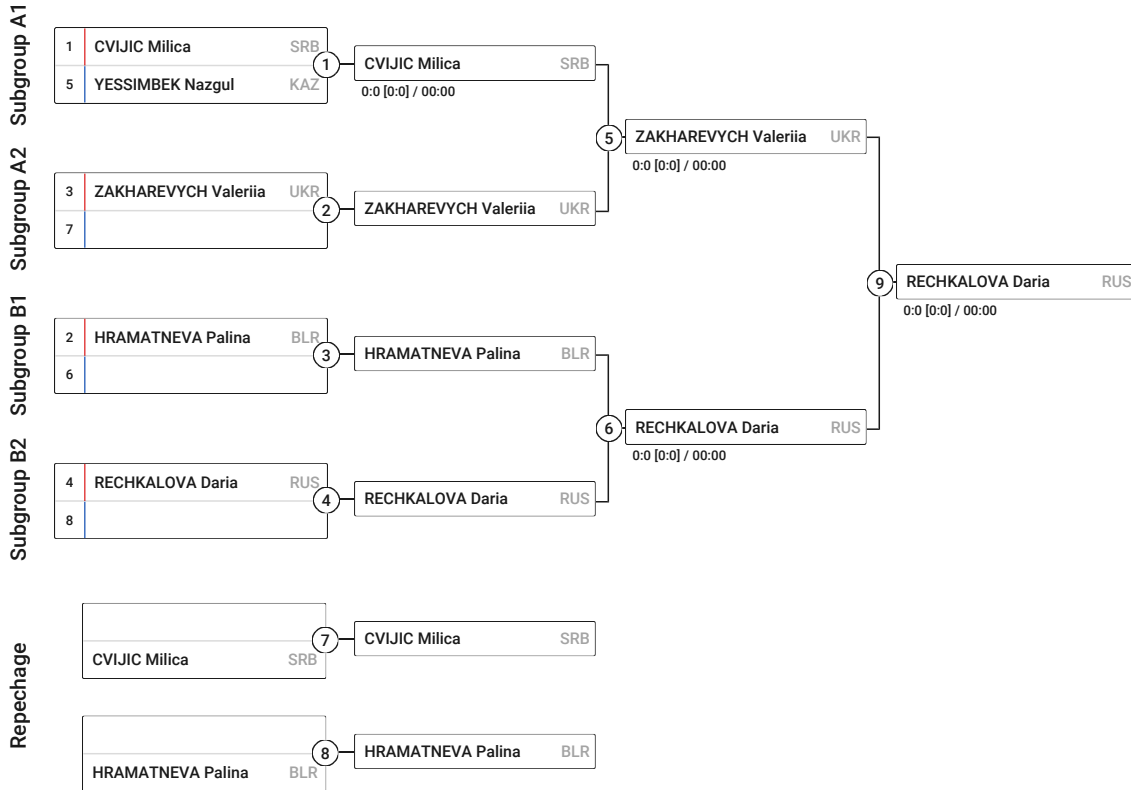 Subgroup A1
1 CVIJIC Milica SRB
5 YESSIMBEK Nazgul KAZ
1
CVIJIC Milica SRB
0:0 [0:0] / 00:00
Subgroup A2
3 ZAKHAREVYCH Valeriia UKR
7
2
ZAKHAREVYCH Valeriia UKR
5
ZAKHAREVYCH Valeriia UKR
0:0 [0:0] / 00:00
Subgroup B1
2 HRAMATNEVA Palina BLR
6
3
HRAMATNEVA Palina BLR
Subgroup B2
4 RECHKALOVA Daria RUS
8
4
RECHKALOVA Daria RUS
6
RECHKALOVA Daria RUS
0:0 [0:0] / 00:00
9
RECHKALOVA Daria RUS
0:0 [0:0] / 00:00
Repechage
CVIJIC Milica SRB
7
CVIJIC Milica SRB
HRAMATNEVA Palina BLR
8
HRAMATNEVA Palina BLR